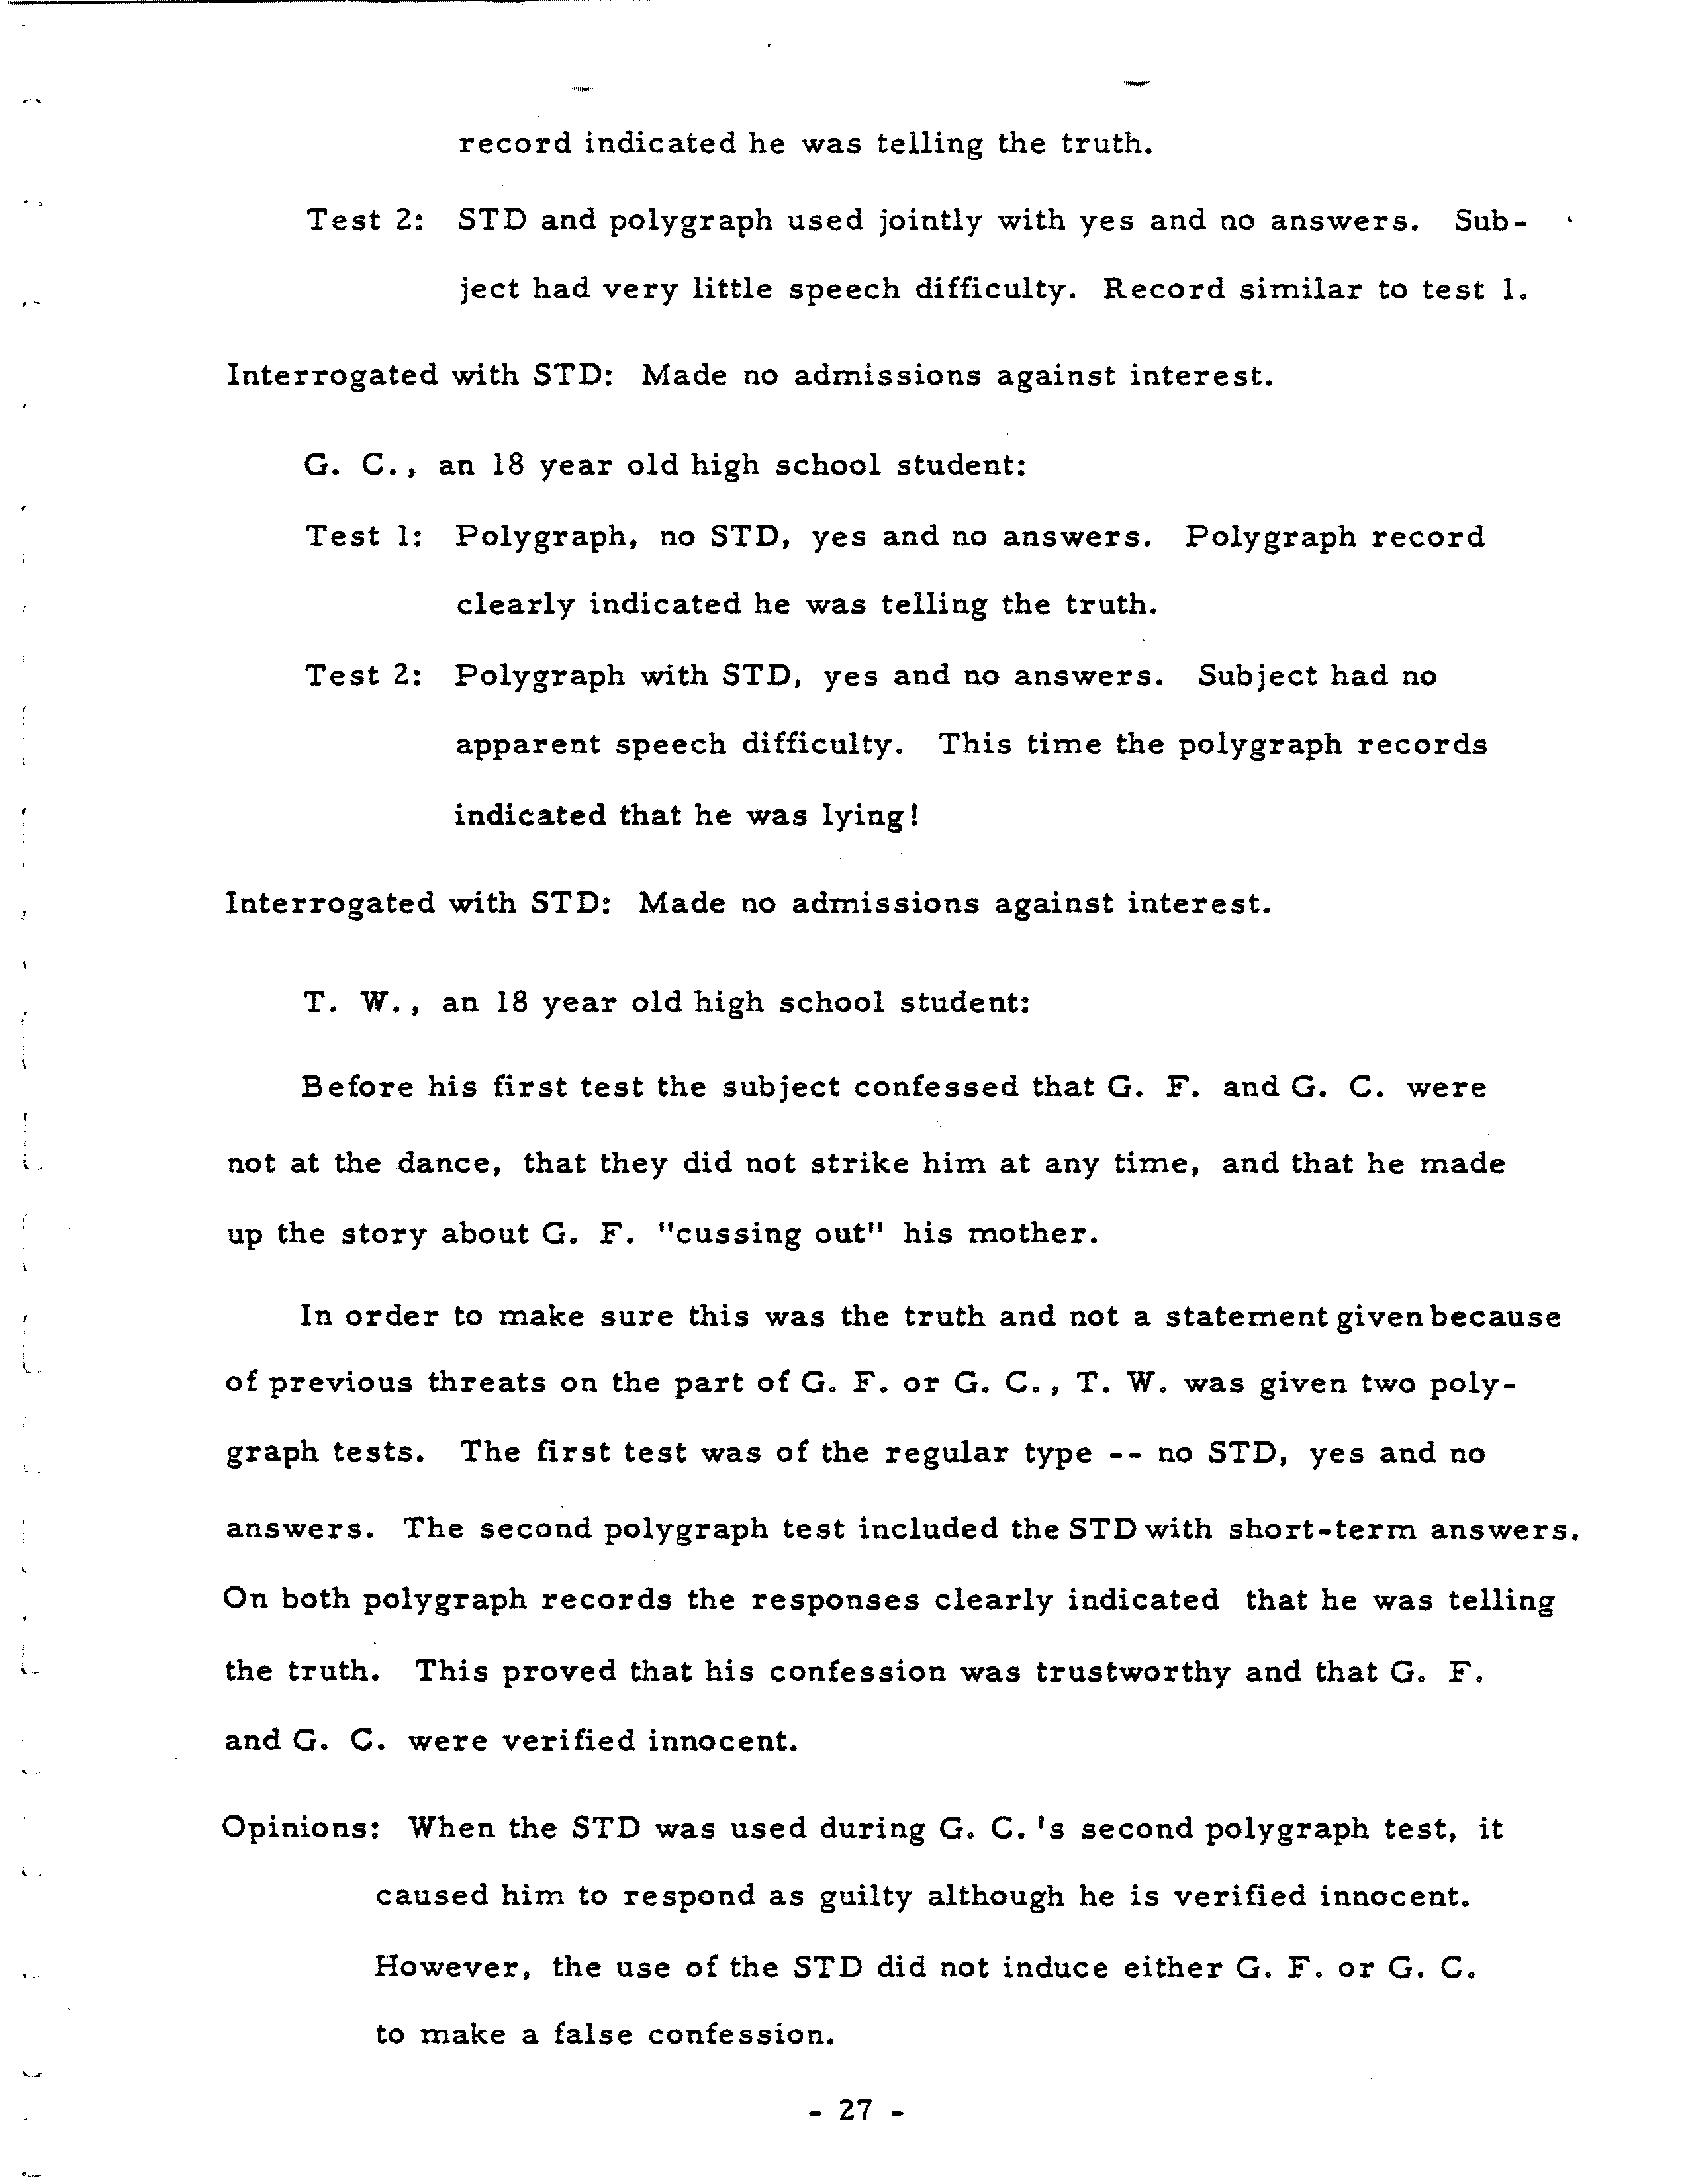 record indicated he was telling the truth.
Test 2: STD and polygraph used jointly with yes and no answers. Sub-
ject had very little speech difficulty. Record similar to test 1.
Interrogated with STD: Made no admissions against interest.
G. C., an 18 year old high school student:
Test 1: Polygraph, no STD, yes and no answers. Polygraph record
clearly indicated he was telling the truth.
Test 2: Polygraph with STD, yes and no answers. Subject had no
apparent speech difficulty. This time the polygraph records
indicated that he was lying!
Interrogated with STD: Made no admissions against interest.
T. W., an 18 year old high school student:
Before his first test the subject confessed that G. F. and G. C. were
not at the dance, that they did not strike him at any time, and that he made
up the story about G. F. "cussing out" his mother.
In order to make sure this was the truth and not a statement given because
of previous threats on the part of G. F. or G. C., T. W. was given two poly-
graph tests. The first test was of the regular type -- no STD, yes and no
answers. The second polygraph test included the STD with short-term answers.
On both polygraph records the responses clearly indicated that he was telling
the truth. This proved that his confession was trustworthy and that G. F.
and G. C. were verified innocent.
Opinions: When the STD was used during G. C.'s second polygraph test, it
caused him to respond as guilty although he is verified innocent.
However, the use of the STD did not induce either G. F. or G. C.
to make a false confession.
- 27 -